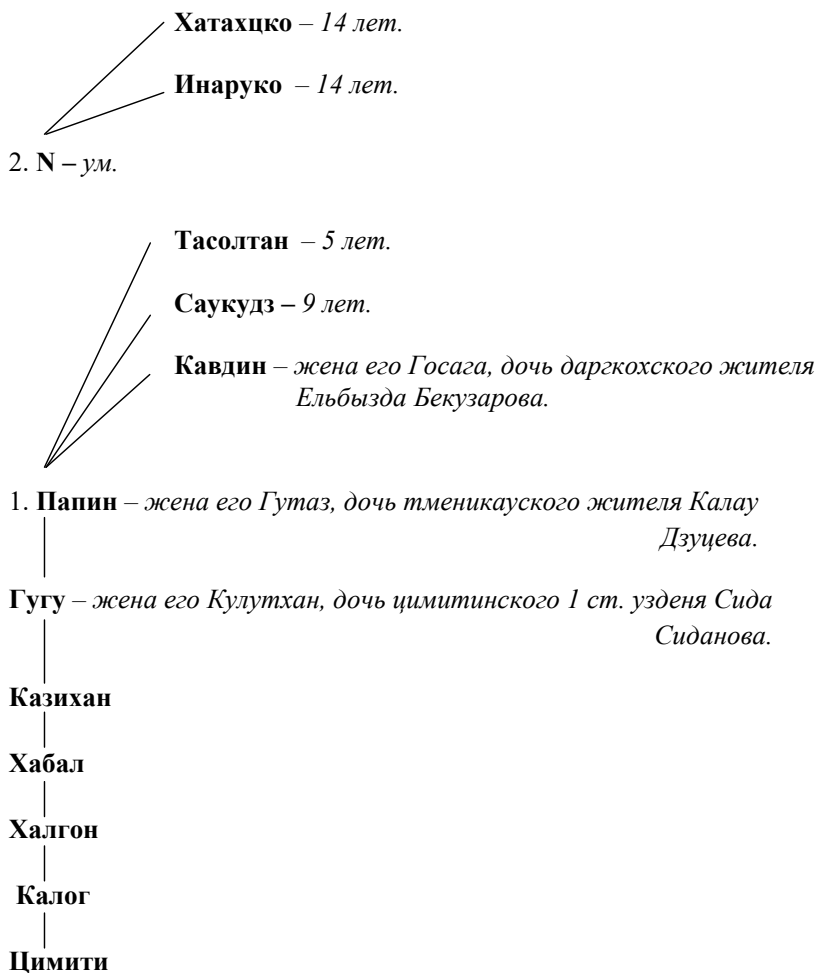 Хатахцко – 14 лет.
Инаруко – 14 лет.
2. N – ум.
Тасолтан – 5 лет.
Саукудз – 9 лет.
Кавдин – жена его Госага, дочь даргкохского жителя
Ельбызда Бекузарова.
1. Папин – жена его Гутаз, дочь тменикауского жителя Калау
Дзуцева.
Гугу – жена его Кулутхан, дочь цимитинского 1 ст. узденя Сида
Сиданова.
Казихан
Хабал
Халгон
Калог
Цимити